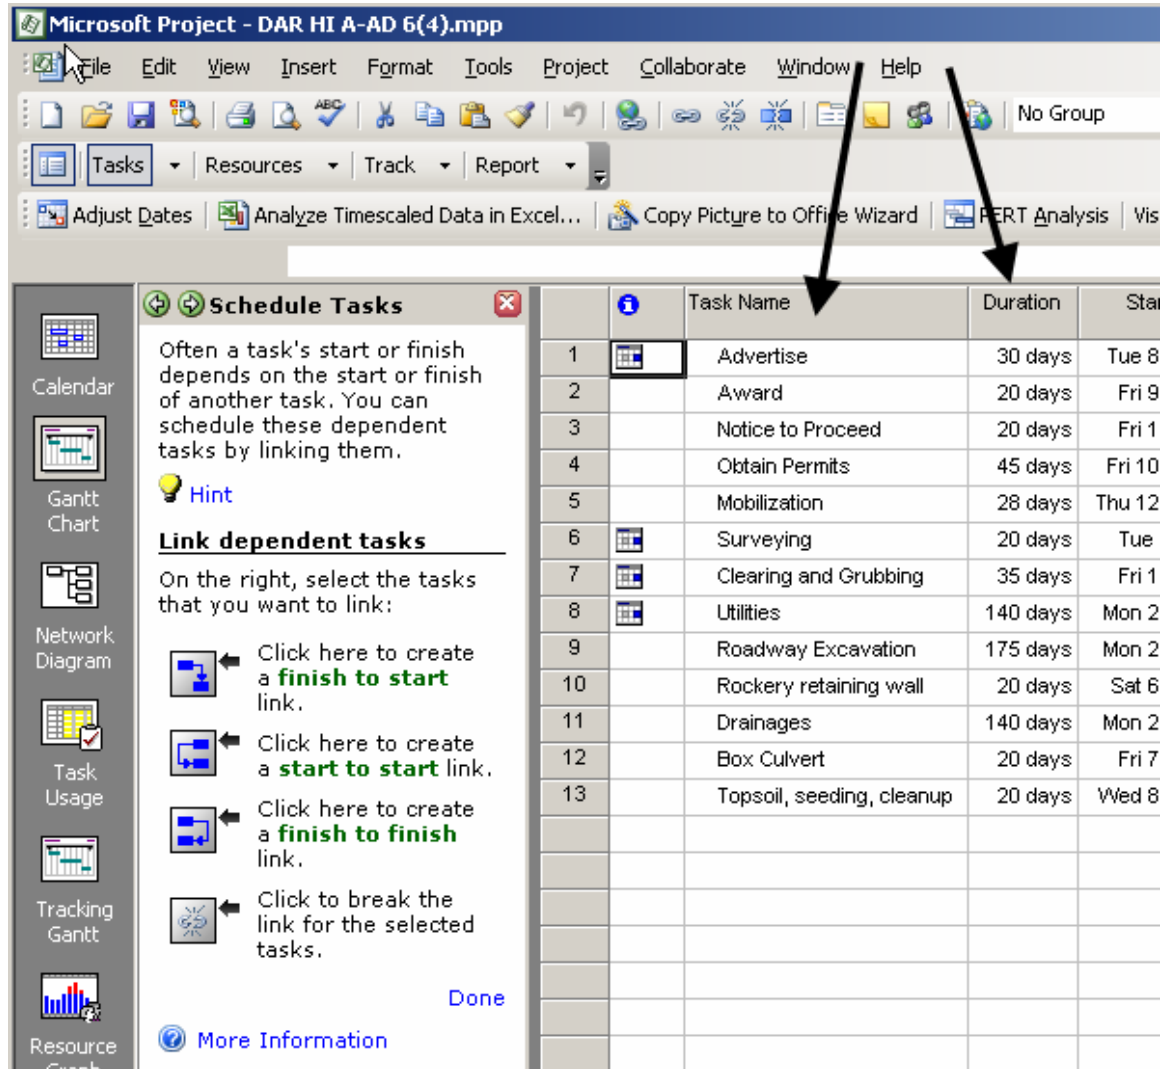 Microsoft Project - DAR HI A-AD 6(4).mpp
File Edit View Insert Format Tools Project Collaborate Window Help
ABC No Group
Tasks Resources Track Report
Adjust Dates Analyze Timescaled Data in Excel... Copy Picture to Office Wizard PERT Analysis Vis
Schedule Tasks
Often a task's start or finish
depends on the start or finish
of another task. You can
schedule these dependent
tasks by linking them.
Hint
Link dependent tasks
On the right, select the tasks
that you want to link:
Click here to create
a finish to start
link.
Click here to create
a start to start link.
Click here to create
a finish to finish
link.
Click to break the
link for the selected
tasks.
Done
More Information
Calendar
Gantt
Chart
Network
Diagram
Task
Usage
Tracking
Gantt
Resource
Graph
Task Name Duration Star
1 Advertise 30 days Tue 8
2 Award 20 days Fri 9
3 Notice to Proceed 20 days Fri 1
4 Obtain Permits 45 days Fri 10
5 Mobilization 28 days Thu 12
6 Surveying 20 days Tue
7 Clearing and Grubbing 35 days Fri 1
8 Utilities 140 days Mon 2
9 Roadway Excavation 175 days Mon 2
10 Rockery retaining wall 20 days Sat 6
11 Drainages 140 days Mon 2
12 Box Culvert 20 days Fri 7
13 Topsoil, seeding, cleanup 20 days Wed 8